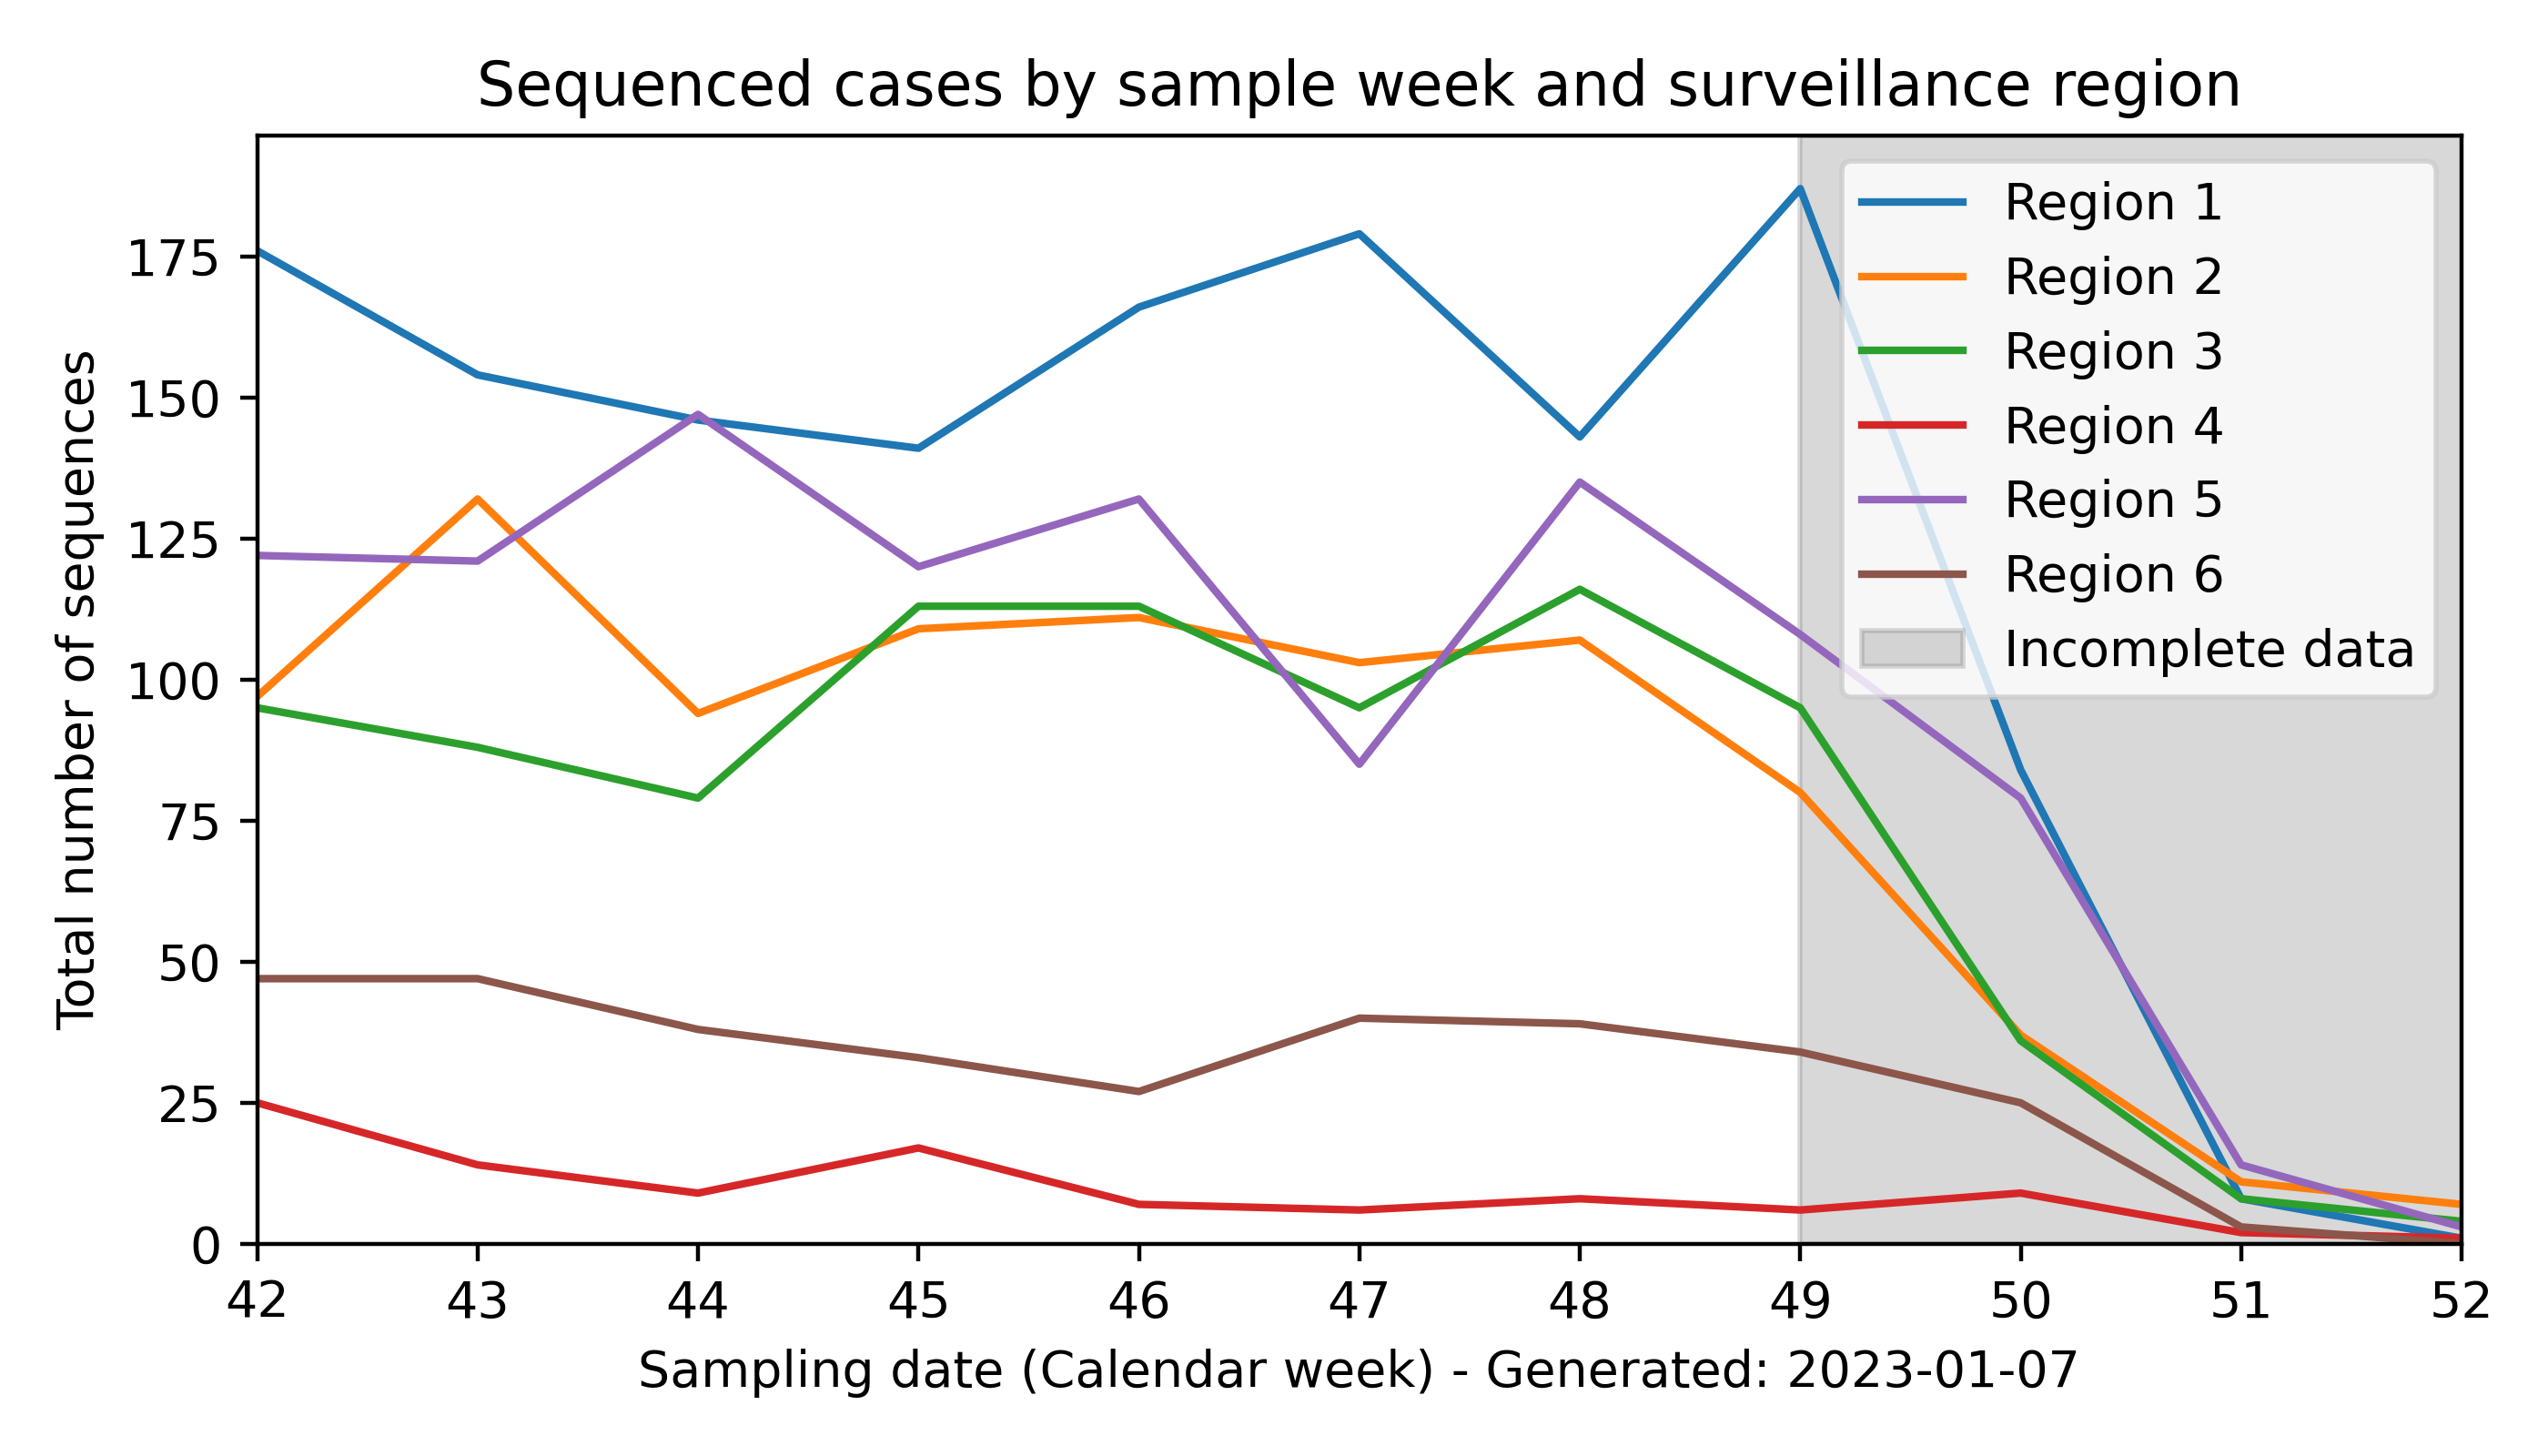 Sequenced cases by sample week and surveillance region
Total number of sequences
175
150
125
100
75
50
25
0
Region 1
Region 2
Region 3
Region 4
Region 5
Region 6
Incomplete data
42 43 44 45 46 47 48 49 50 51 52
Sampling date (Calendar week) - Generated: 2023-01-07